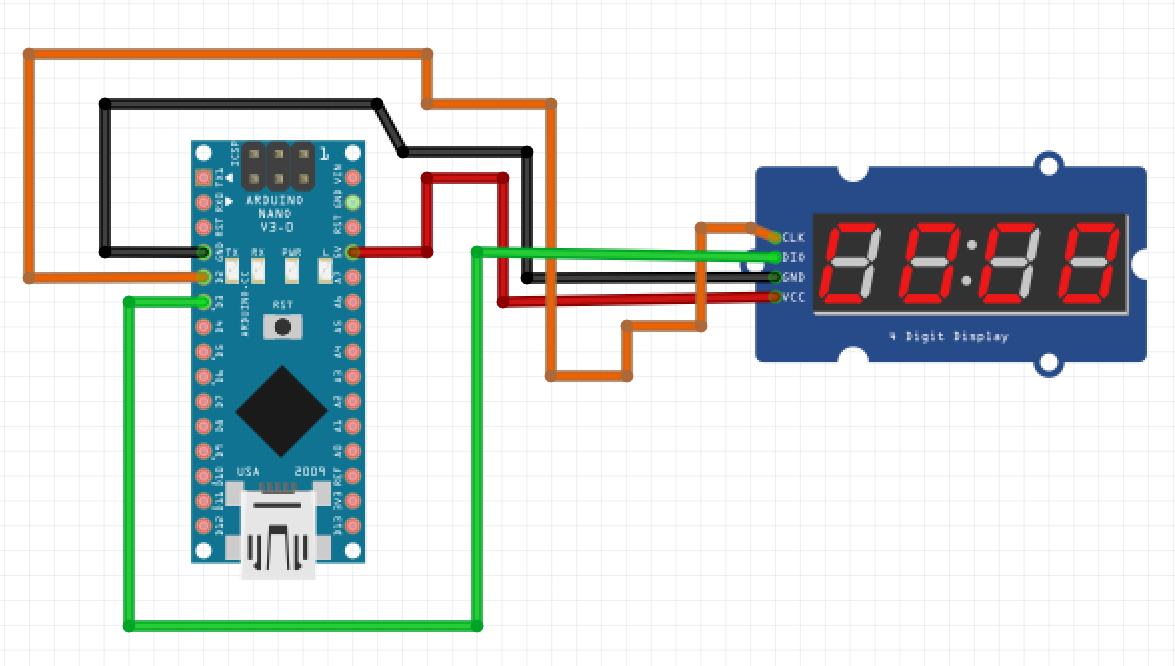 ICSP
1
TX1
RX0
RST
GND
D2
D3
D4
D5
D6
D7
D8
D9
D10
D11
D12
ARDUINO
NANO
V3-0
TX
RX
PWR
L
ARDUINO.CC
RST
USA
2009
VIN
GND
RST
5V
A7
A6
A5
A4
A3
A2
A1
A0
REF
3V3
D13
CLK
DIO
GND
VCC
4 Digit Display